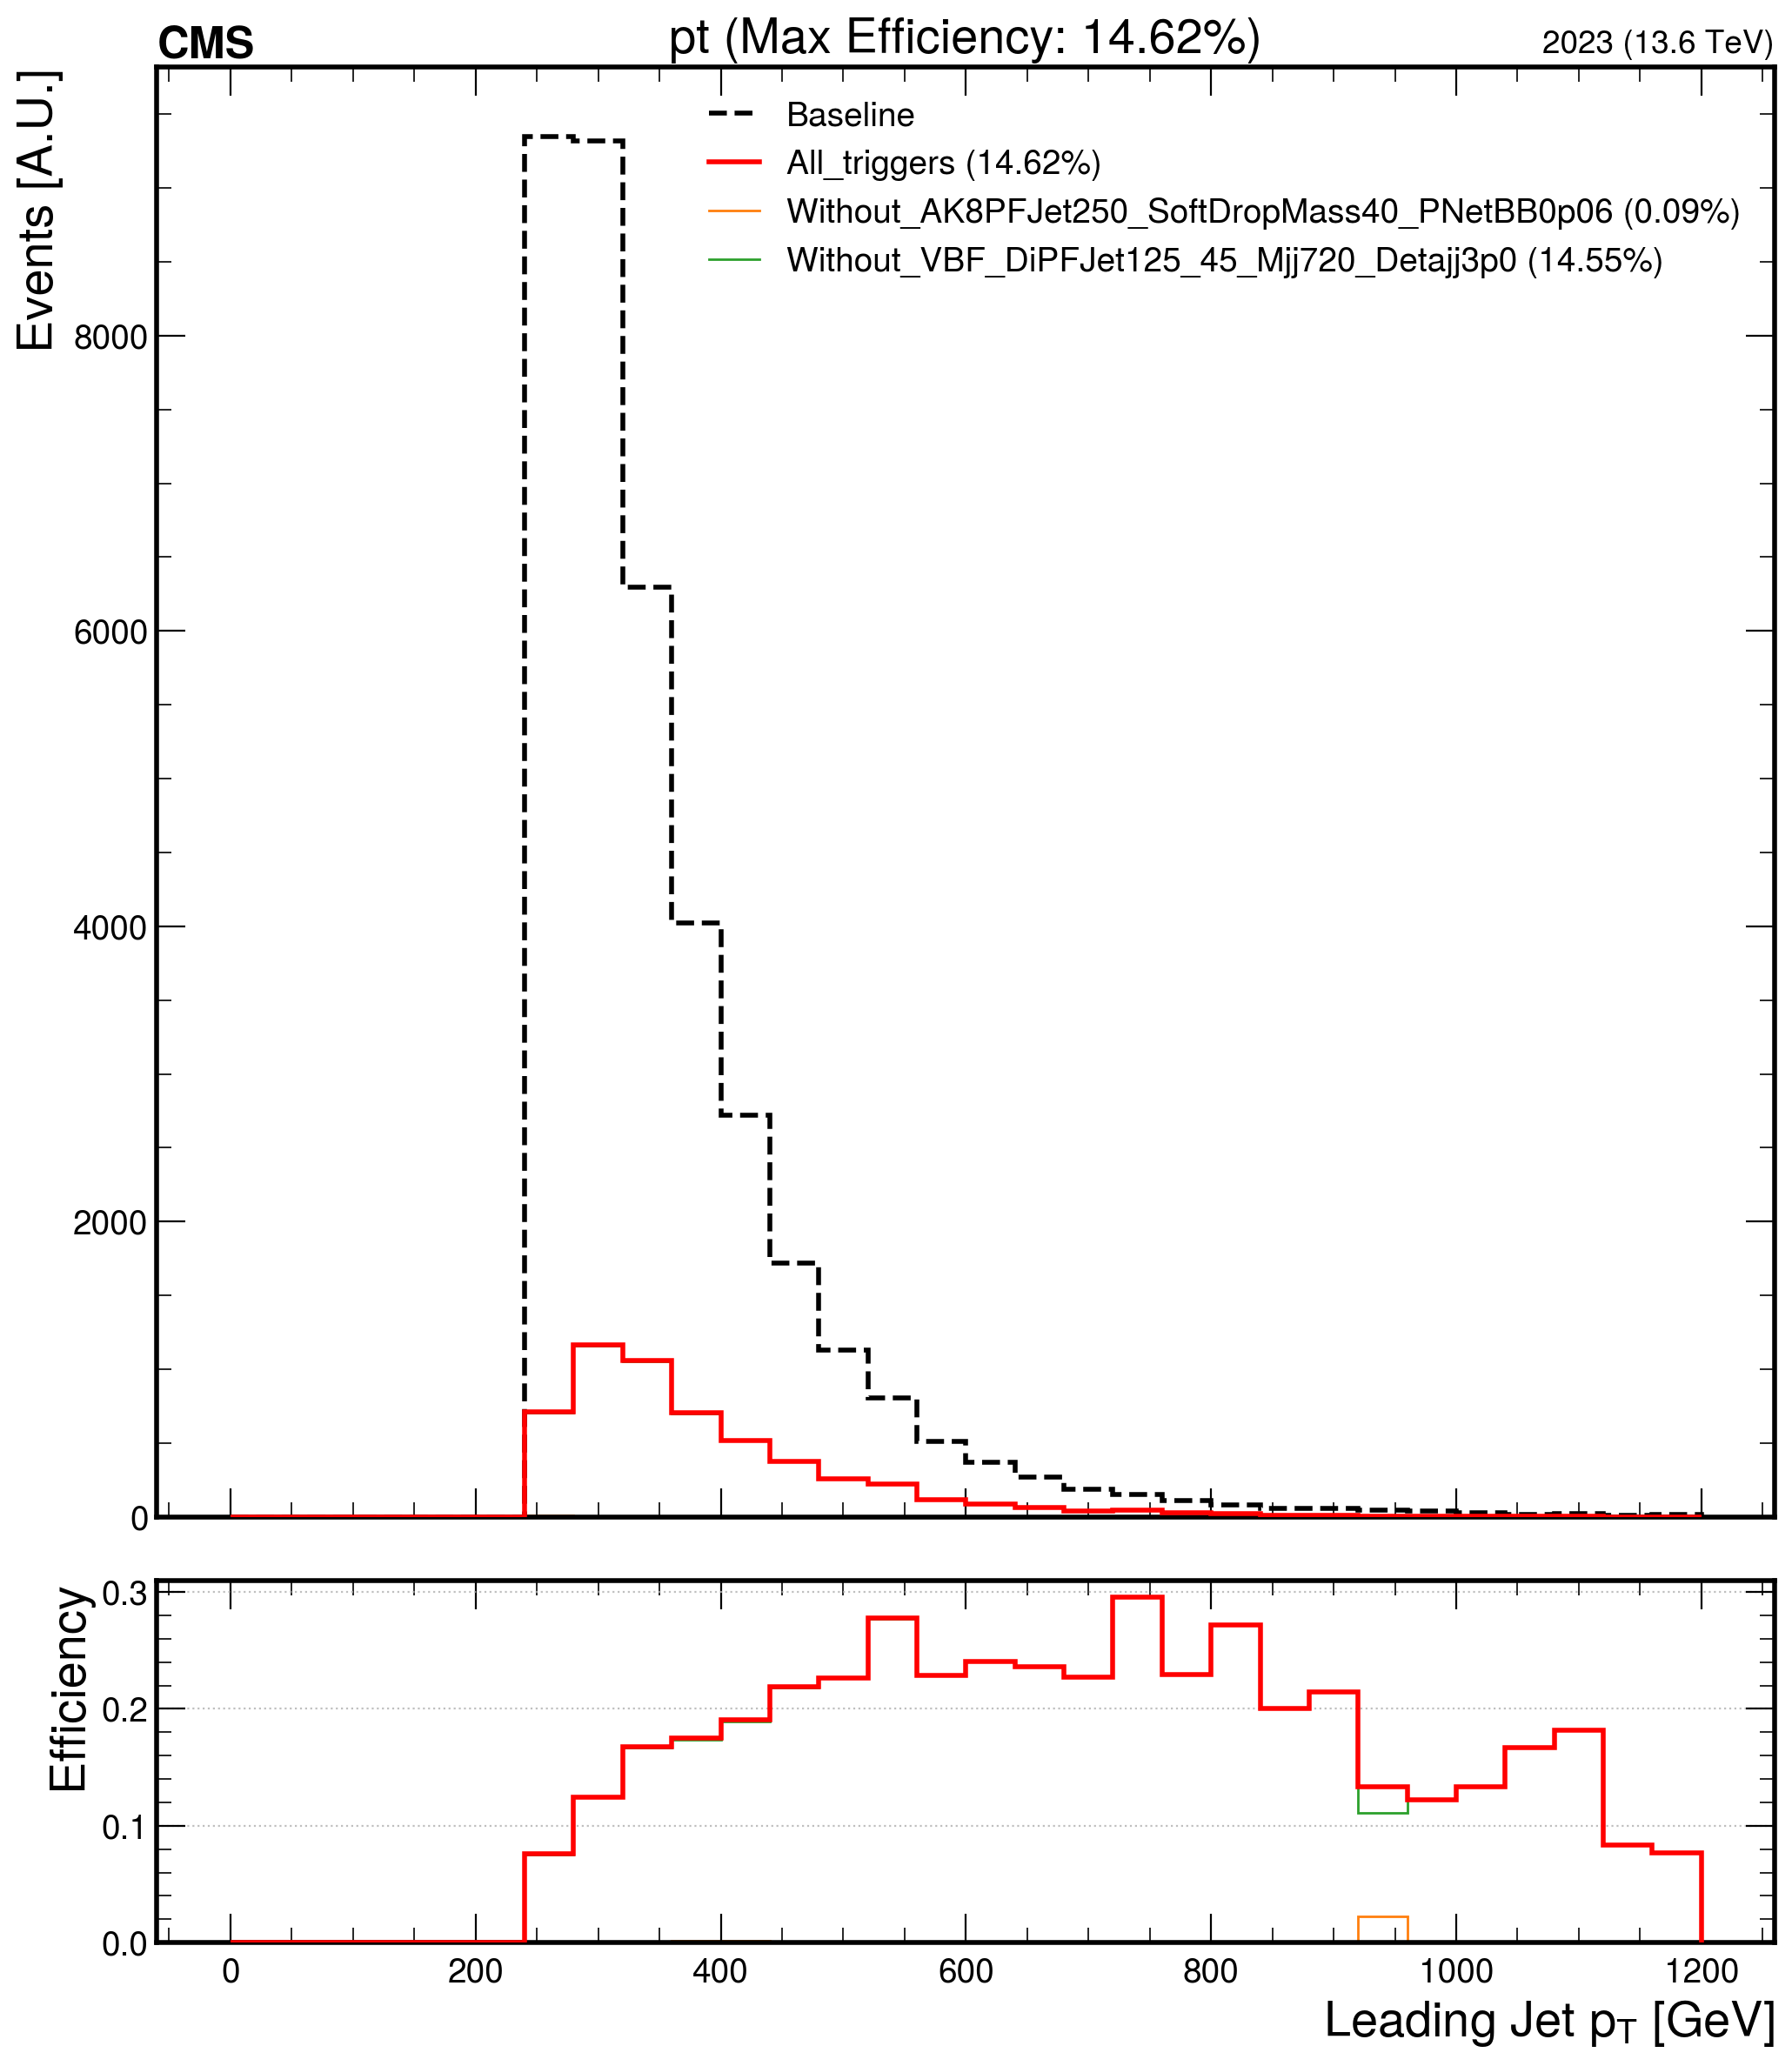 CMS
pt (Max Efficiency: 14.62%)
2023 (13.6 TeV)
Events [A.U.]
Baseline
All_triggers (14.62%)
Without_AK8PFJet250_SoftDropMass40_PNetBB0p06 (0.09%)
Without_VBF_DiPFJet125_45_Mjj720_Detajj3p0 (14.55%)
8000
6000
4000
2000
0
Efficiency
0.3
0.2
0.1
0.0
0 200 400 600 800 1000 1200
Leading Jet pT [GeV]